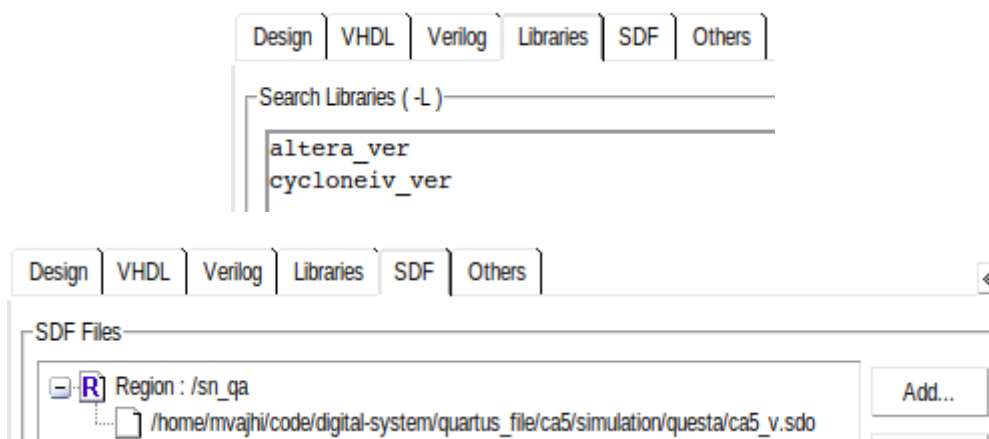 Design VHDL Verilog Libraries SDF Others
Search Libraries ( -L )
altera_ver
cycloneiv_ver
Design VHDL Verilog Libraries SDF Others
SDF Files
R Region : /sn_qa
/home/mvajhi/code/digital-system/quartus_file/ca5/simulation/questa/ca5_v.sdo
Add...